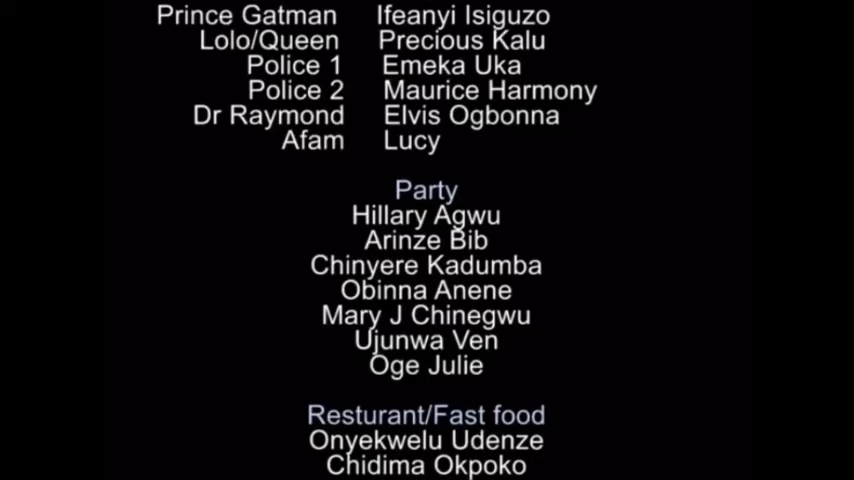 Prince Gatman Ifeanyi Isiguzo
Lolo/Queen Precious Kalu
Police 1 Emeka Uka
Police 2 Maurice Harmony
Dr Raymond Elvis Ogbonna
Afam Lucy
Party
Hillary Agwu
Arinze Bib
Chinyere Kadumba
Obinna Anene
Mary J Chinegwu
Ujunwa Ven
Oge Julie
Resturant/Fast food
Onyekwelu Udenze
Chidima Okpoko